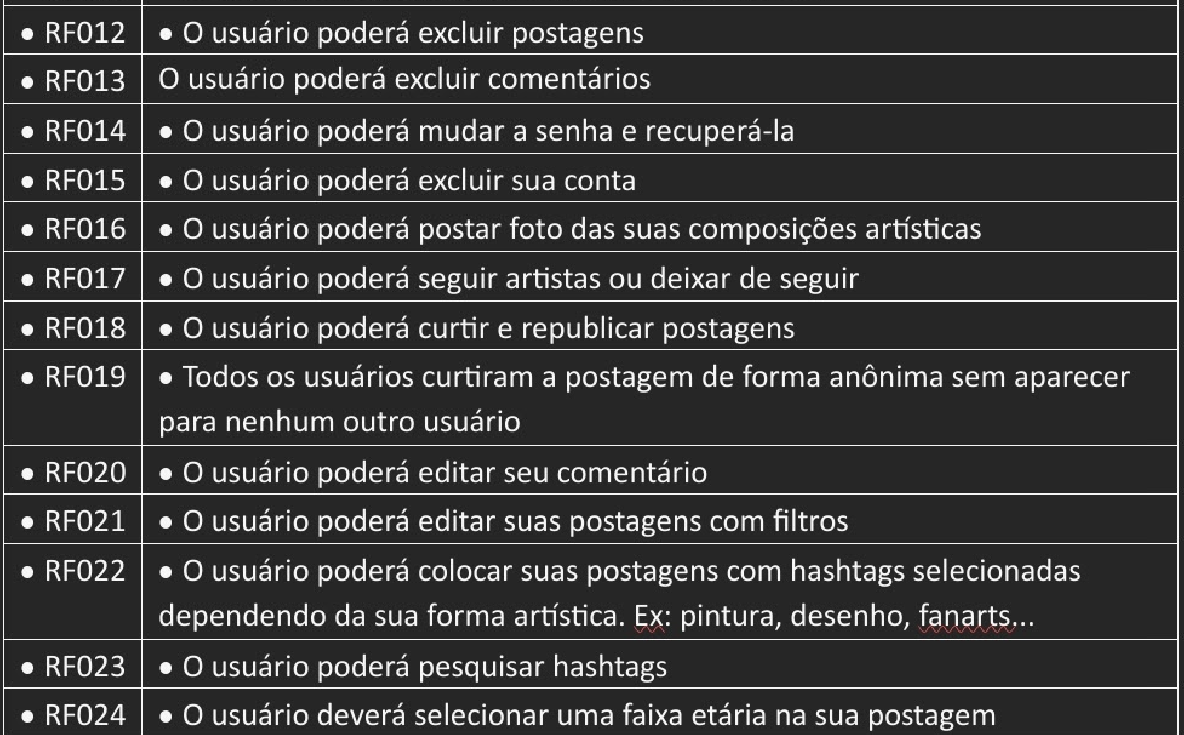 • RF012 • O usuário poderá excluir postagens
• RF013 O usuário poderá excluir comentários
• RF014 • O usuário poderá mudar a senha e recuperá-la
• RF015 • O usuário poderá excluir sua conta
• RF016 • O usuário poderá postar foto das suas composições artísticas
• RF017 • O usuário poderá seguir artistas ou deixar de seguir
• RF018 • O usuário poderá curtir e republicar postagens
• RF019 • Todos os usuários curtiram a postagem de forma anônima sem aparecer
para nenhum outro usuário
• RF020 • O usuário poderá editar seu comentário
• RF021 • O usuário poderá editar suas postagens com filtros
• RF022 • O usuário poderá colocar suas postagens com hashtags selecionadas
dependendo da sua forma artística. Ex: pintura, desenho, fanarts...
• RF023 • O usuário poderá pesquisar hashtags
• RF024 • O usuário deverá selecionar uma faixa etária na sua postagem